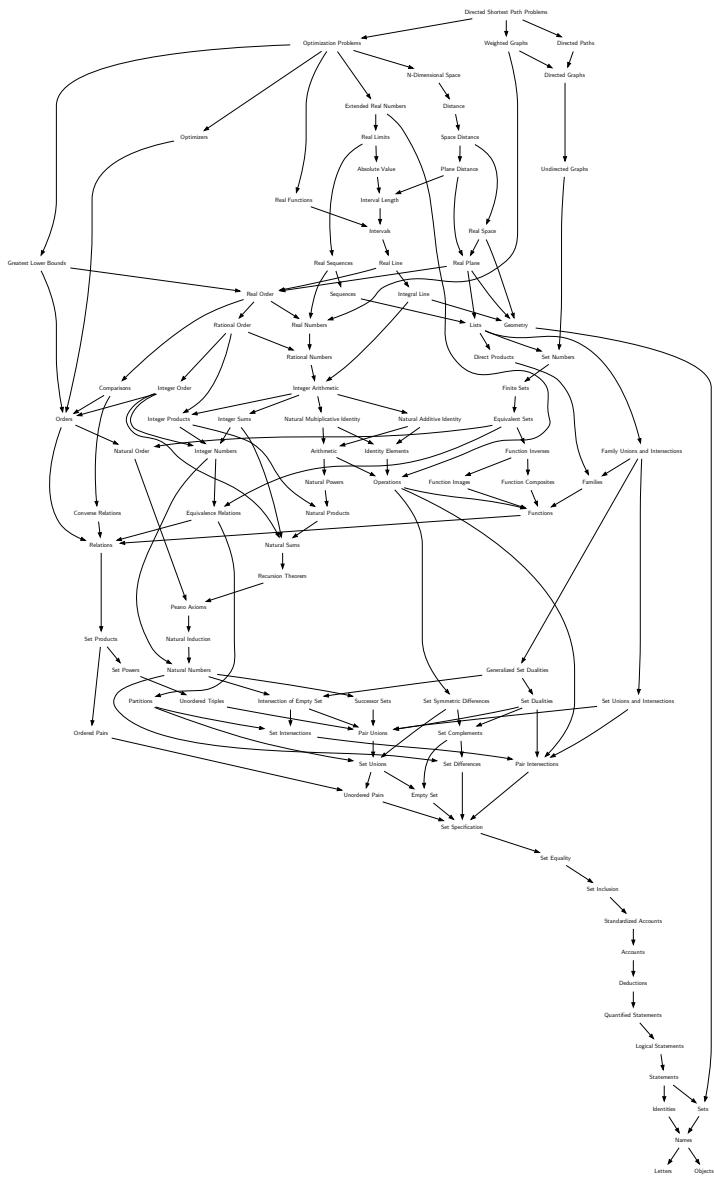 Directed Shortest Path Problems
Optimization Problems
Weighted Graphs
Directed Paths
N-Dimensional Space
Directed Graphs
Extended Real Numbers
Distance
Optimizers
Real Limits
Space Distance
Absolute Value
Plane Distance
Undirected Graphs
Real Functions
Interval Length
Intervals
Real Space
Greatest Lower Bounds
Real Sequences
Real Line
Real Plane
Real Order
Sequences
Integral Line
Rational Order
Real Numbers
Lists
Geometry
Rational Numbers
Direct Products
Set Numbers
Comparisons
Integer Order
Integer Arithmetic
Finite Sets
Orders
Integer Products
Integer Sums
Natural Multiplicative Identity
Natural Additive Identity
Equivalent Sets
Natural Order
Integer Numbers
Arithmetic
Identity Elements
Function Inverses
Family Unions and Intersections
Natural Powers
Operations
Function Images
Function Composites
Families
Converse Relations
Equivalence Relations
Natural Products
Functions
Relations
Natural Sums
Recursion Theorem
Peano Axioms
Set Products
Natural Induction
Set Powers
Natural Numbers
Generalized Set Dualities
Partitions
Unordered Triples
Intersection of Empty Set
Successor Sets
Set Symmetric Differences
Set Dualities
Set Unions and Intersections
Ordered Pairs
Set Intersections
Pair Unions
Set Complements
Set Unions
Set Differences
Pair Intersections
Unordered Pairs
Empty Set
Set Specification
Set Equality
Set Inclusion
Standardized Accounts
Accounts
Deductions
Quantified Statements
Logical Statements
Statements
Identities
Sets
Names
Letters
Objects